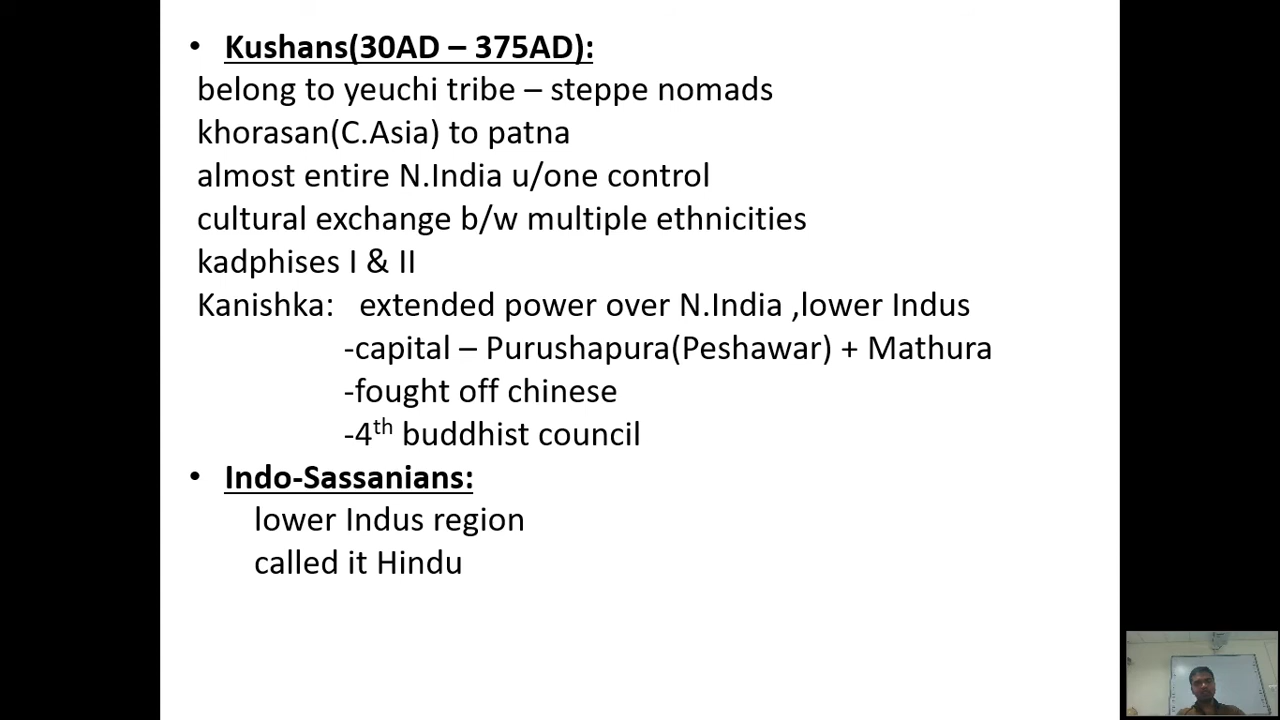 • Kushans(30AD – 375AD):
belong to yeuchi tribe – steppe nomads
khorasan(C.Asia) to patna
almost entire N.India u/one control
cultural exchange b/w multiple ethnicities
kadphises I & II
Kanishka: extended power over N.India ,lower Indus
-capital – Purushapura(Peshawar) + Mathura
-fought off chinese
-4th buddhist council
• Indo-Sassanians:
lower Indus region
called it Hindu